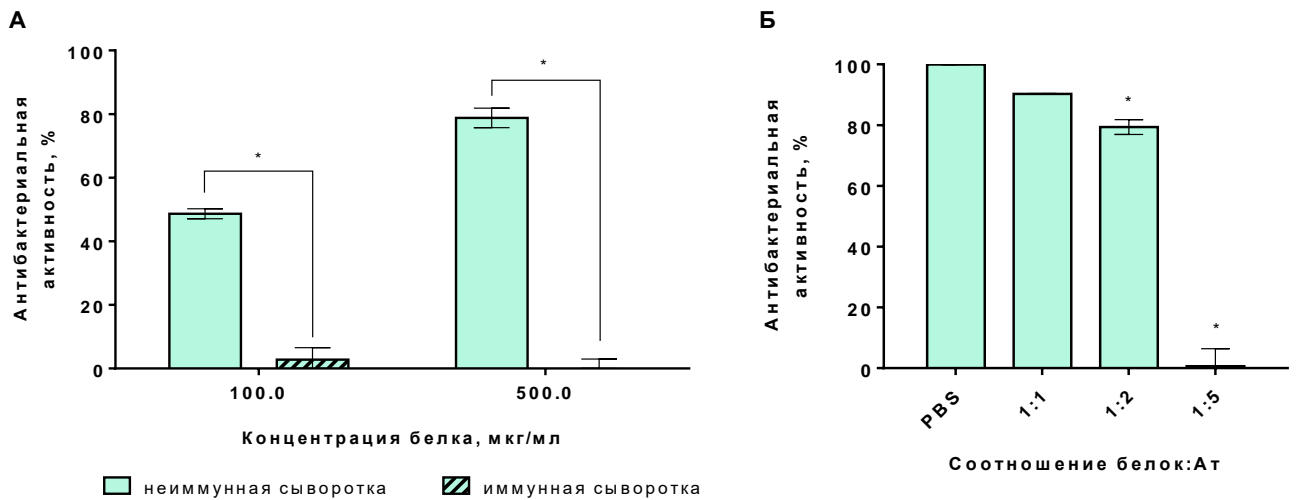 А
Антибактериальная
активность, %
100
80
60
40
20
0
*
*
100.0
500.0
Концентрация белка, мкг/мл
неиммунная сыворотка
иммунная сыворотка
Б
Антибактериальная
активность, %
100
80
60
40
20
0
*
*
PBS
1:1
1:2
1:5
Соотношение белок:Ат